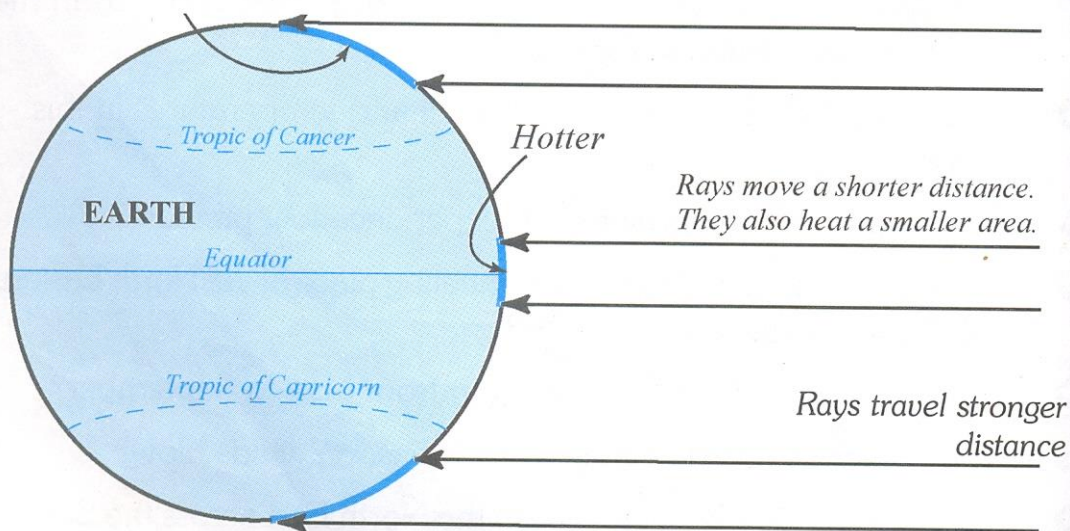 Tropic of Cancer
Hotter
Rays move a shorter distance.
They also heat a smaller area.
EARTH
Equator
Tropic of Capricorn
Rays travel stronger
distance